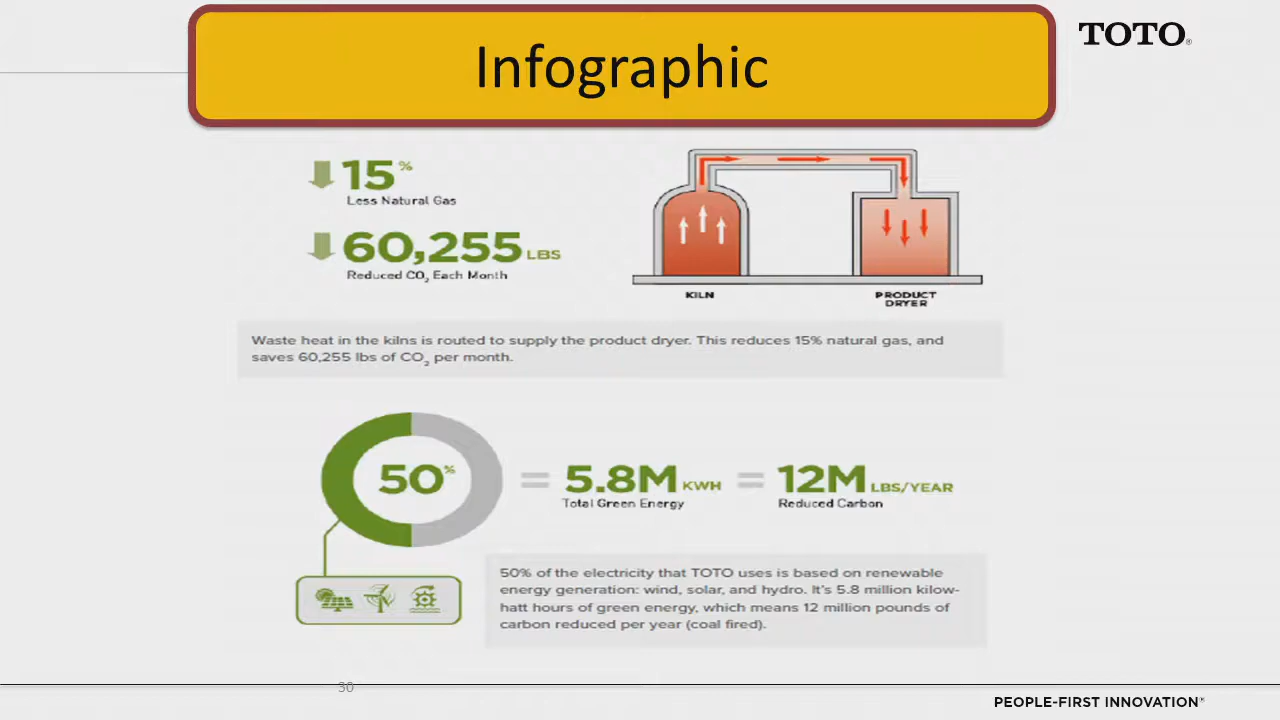 Infographic
TOTO®
15%
Less Natural Gas
60,255 LBS
Reduced CO₂ Each Month
KILN
PRODUCT
DRYER
Waste heat in the kilns is routed to supply the product dryer. This reduces 15% natural gas, and
saves 60,255 lbs of CO₂ per month.
50%
= 5.8M KWH = 12M LBS/YEAR
Total Green Energy
Reduced Carbon
50% of the electricity that TOTO uses is based on renewable
energy generation: wind, solar, and hydro. It's 5.8 million kilow-
hatt hours of green energy, which means 12 million pounds of
carbon reduced per year (coal fired).
30
PEOPLE-FIRST INNOVATION™